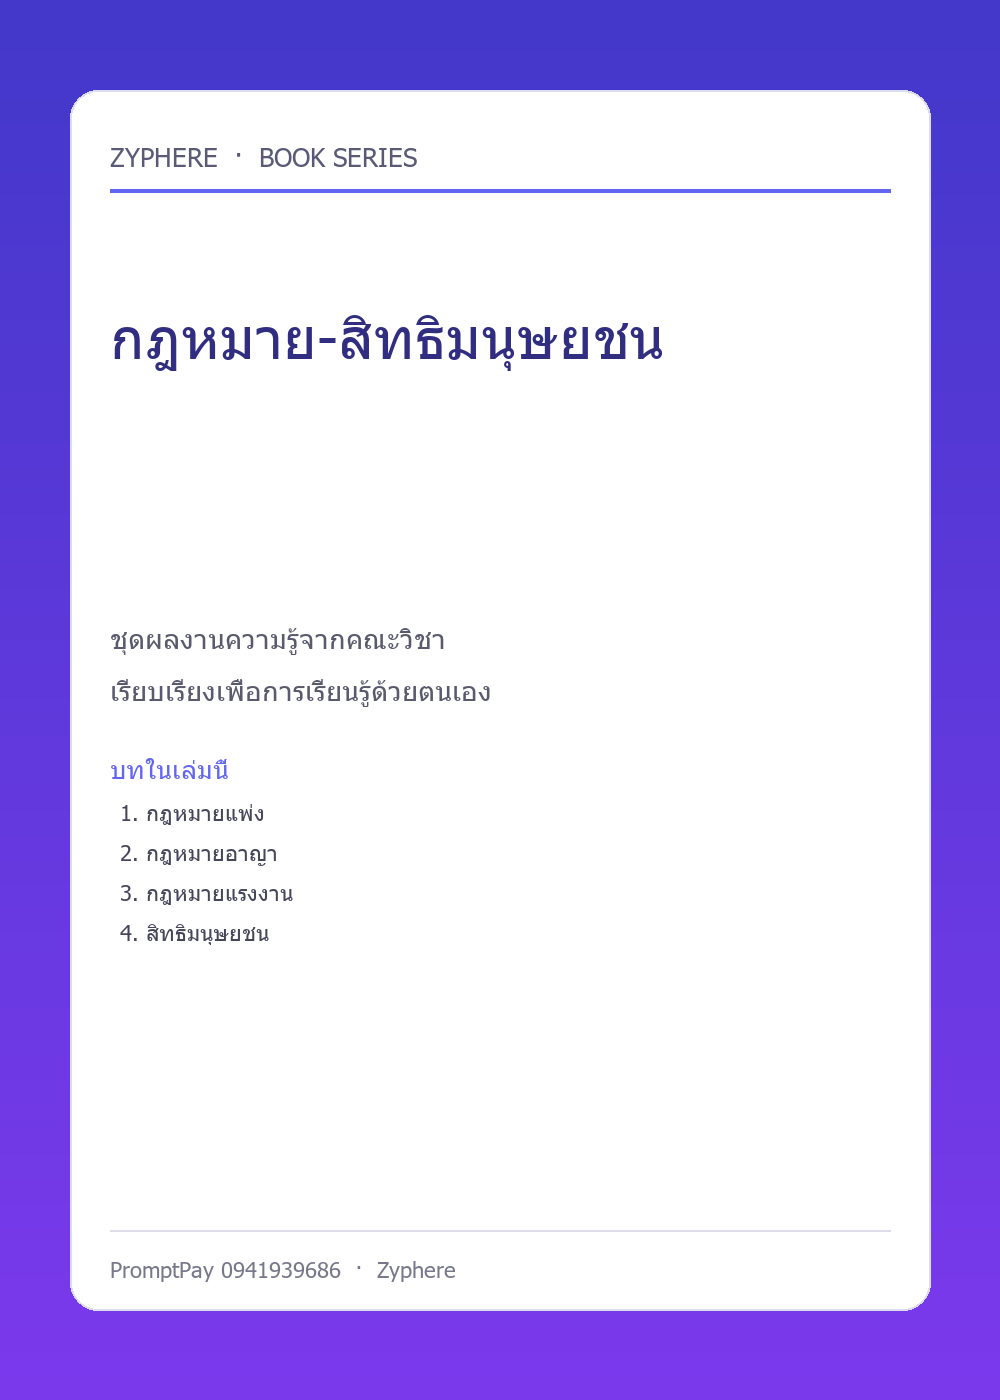 ZYPHERE · BOOK SERIES
กฎหมาย-สิทธิมนุษยชน
ชุดผลงานความรู้จากคณะวิชา
เรียบเรียงเพื่อการเรียนรู้ด้วยตนเอง
บทในเล่มนี้
1. กฎหมายแพ่ง
2. กฎหมายอาญา
3. กฎหมายแรงงาน
4. สิทธิมนุษยชน
PromptPay 0941939686 · Zyphere